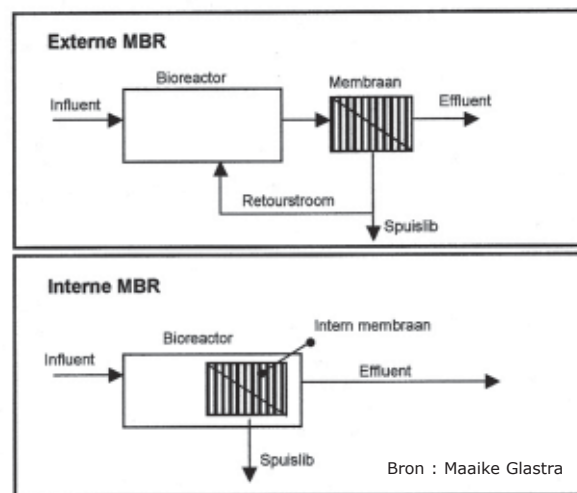 Externe MBR
Bioreactor
Membraan
Influent
Effluent
Retourstroom
Spuislib
Interne MBR
Intern membraan
Bioreactor
Influent
Effluent
Spuislib
Bron : Maaike Glastra